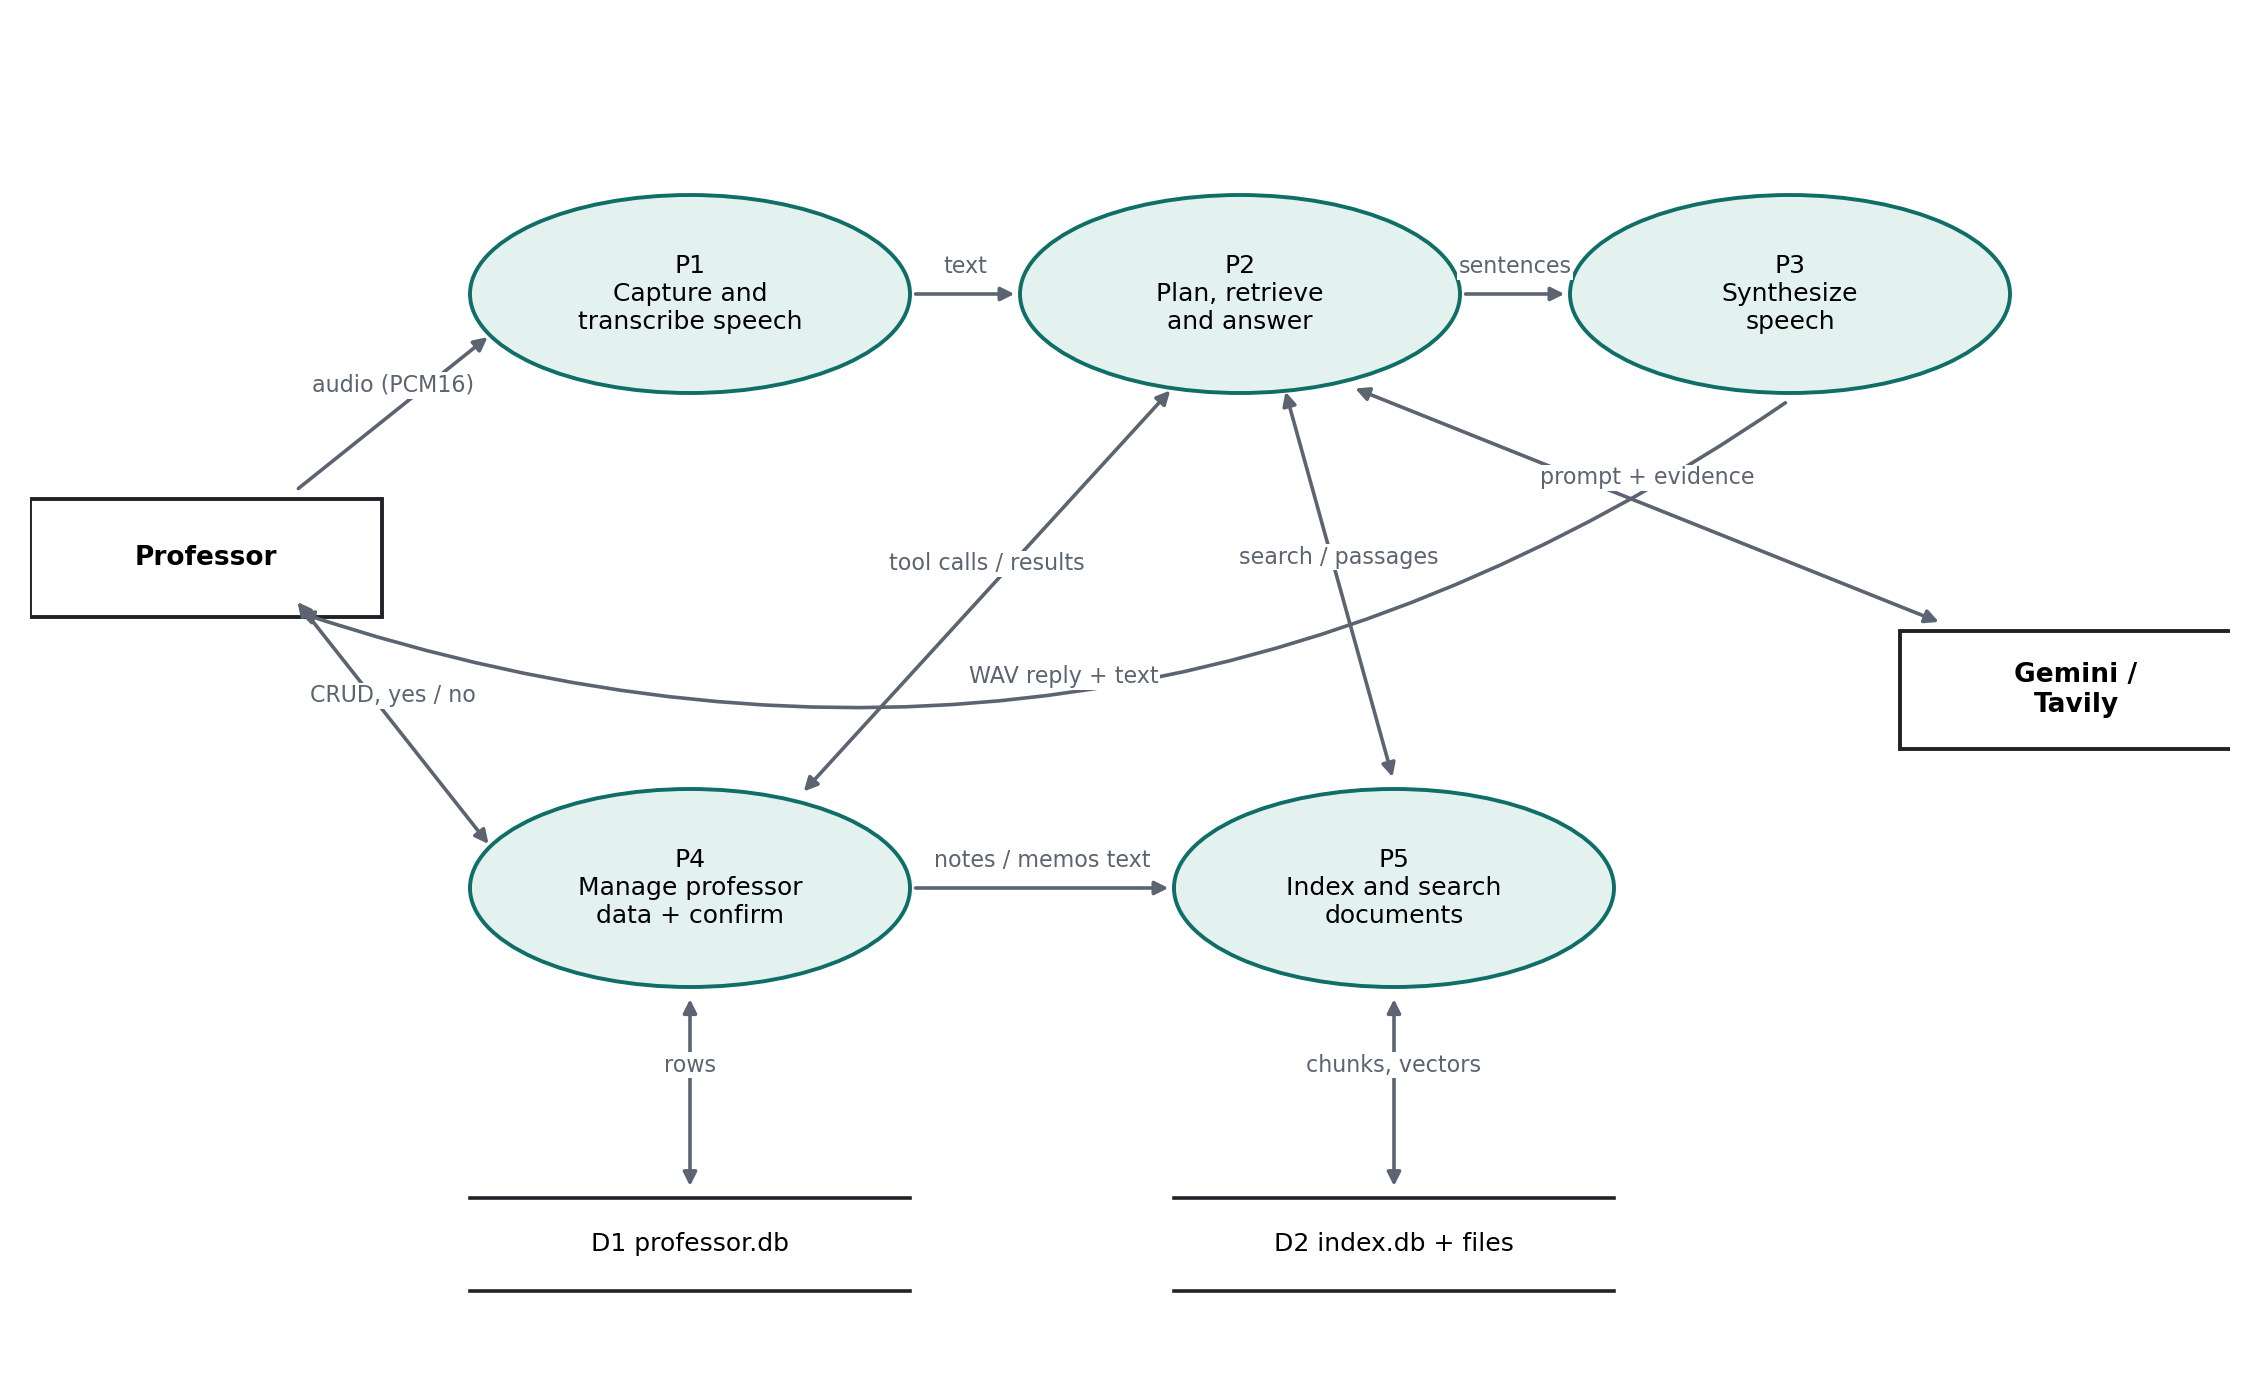 P1
Capture and
transcribe speech
text
P2
Plan, retrieve
and answer
sentences
P3
Synthesize
speech
audio (PCM16)
prompt + evidence
Professor
tool calls / results
search / passages
WAV reply + text
CRUD, yes / no
Gemini /
Tavily
P4
Manage professor
data + confirm
notes / memos text
P5
Index and search
documents
rows
chunks, vectors
D1 professor.db
D2 index.db + files